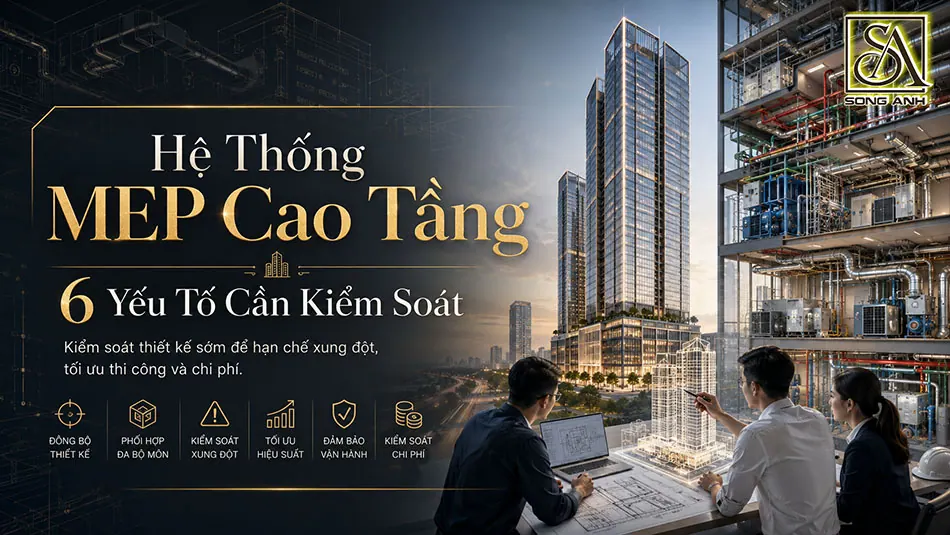 SA
SONG ANH
Hệ Thống
MEP Cao Tầng
6 Yếu Tố Cần Kiểm Soát
Kiểm soát thiết kế sớm để hạn chế xung đột,
tối ưu thi công và chi phí.
ĐỒNG BỘ
THIẾT KẾ
PHỐI HỢP
ĐA BỘ MÔN
KIỂM SOÁT
XUNG ĐỘT
TỐI ƯU
HIỆU SUẤT
ĐẢM BẢO
VẬN HÀNH
KIỂM SOÁT
CHI PHÍ